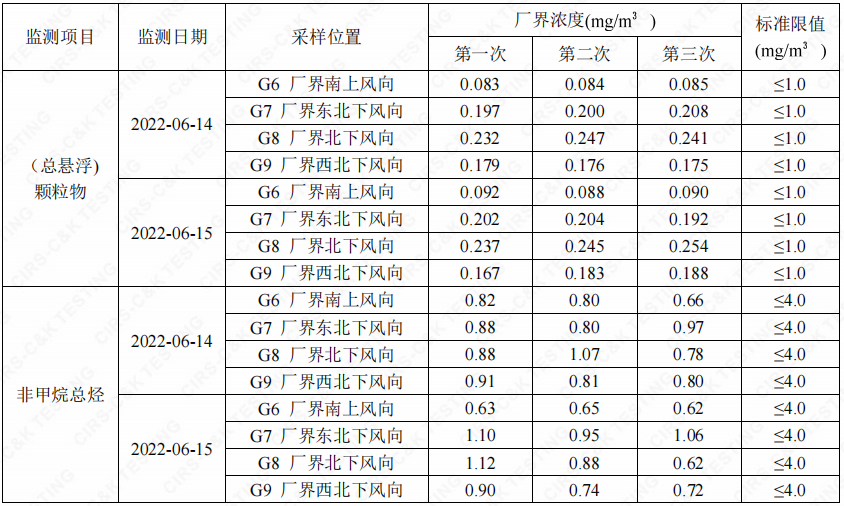 监测项目 监测日期 采样位置 厂界浓度(mg/m³) 标准限值(mg/m³)
第一次 第二次 第三次
(总悬浮)颗粒物 2022-06-14 G6 厂界南上风向 0.083 0.084 0.085 ≤1.0
G7 厂界东北下风向 0.197 0.200 0.208 ≤1.0
G8 厂界北下风向 0.232 0.247 0.241 ≤1.0
G9 厂界西北下风向 0.179 0.176 0.175 ≤1.0
2022-06-15 G6 厂界南上风向 0.092 0.088 0.090 ≤1.0
G7 厂界东北下风向 0.202 0.204 0.192 ≤1.0
G8 厂界北下风向 0.237 0.245 0.254 ≤1.0
G9 厂界西北下风向 0.167 0.183 0.188 ≤1.0
非甲烷总烃 2022-06-14 G6 厂界南上风向 0.82 0.80 0.66 ≤4.0
G7 厂界东北下风向 0.88 0.80 0.97 ≤4.0
G8 厂界北下风向 0.88 1.07 0.78 ≤4.0
G9 厂界西北下风向 0.91 0.81 0.80 ≤4.0
2022-06-15 G6 厂界南上风向 0.63 0.65 0.62 ≤4.0
G7 厂界东北下风向 1.10 0.95 1.06 ≤4.0
G8 厂界北下风向 1.12 0.88 0.62 ≤4.0
G9 厂界西北下风向 0.90 0.74 0.72 ≤4.0
CIRS-C&K TESTING